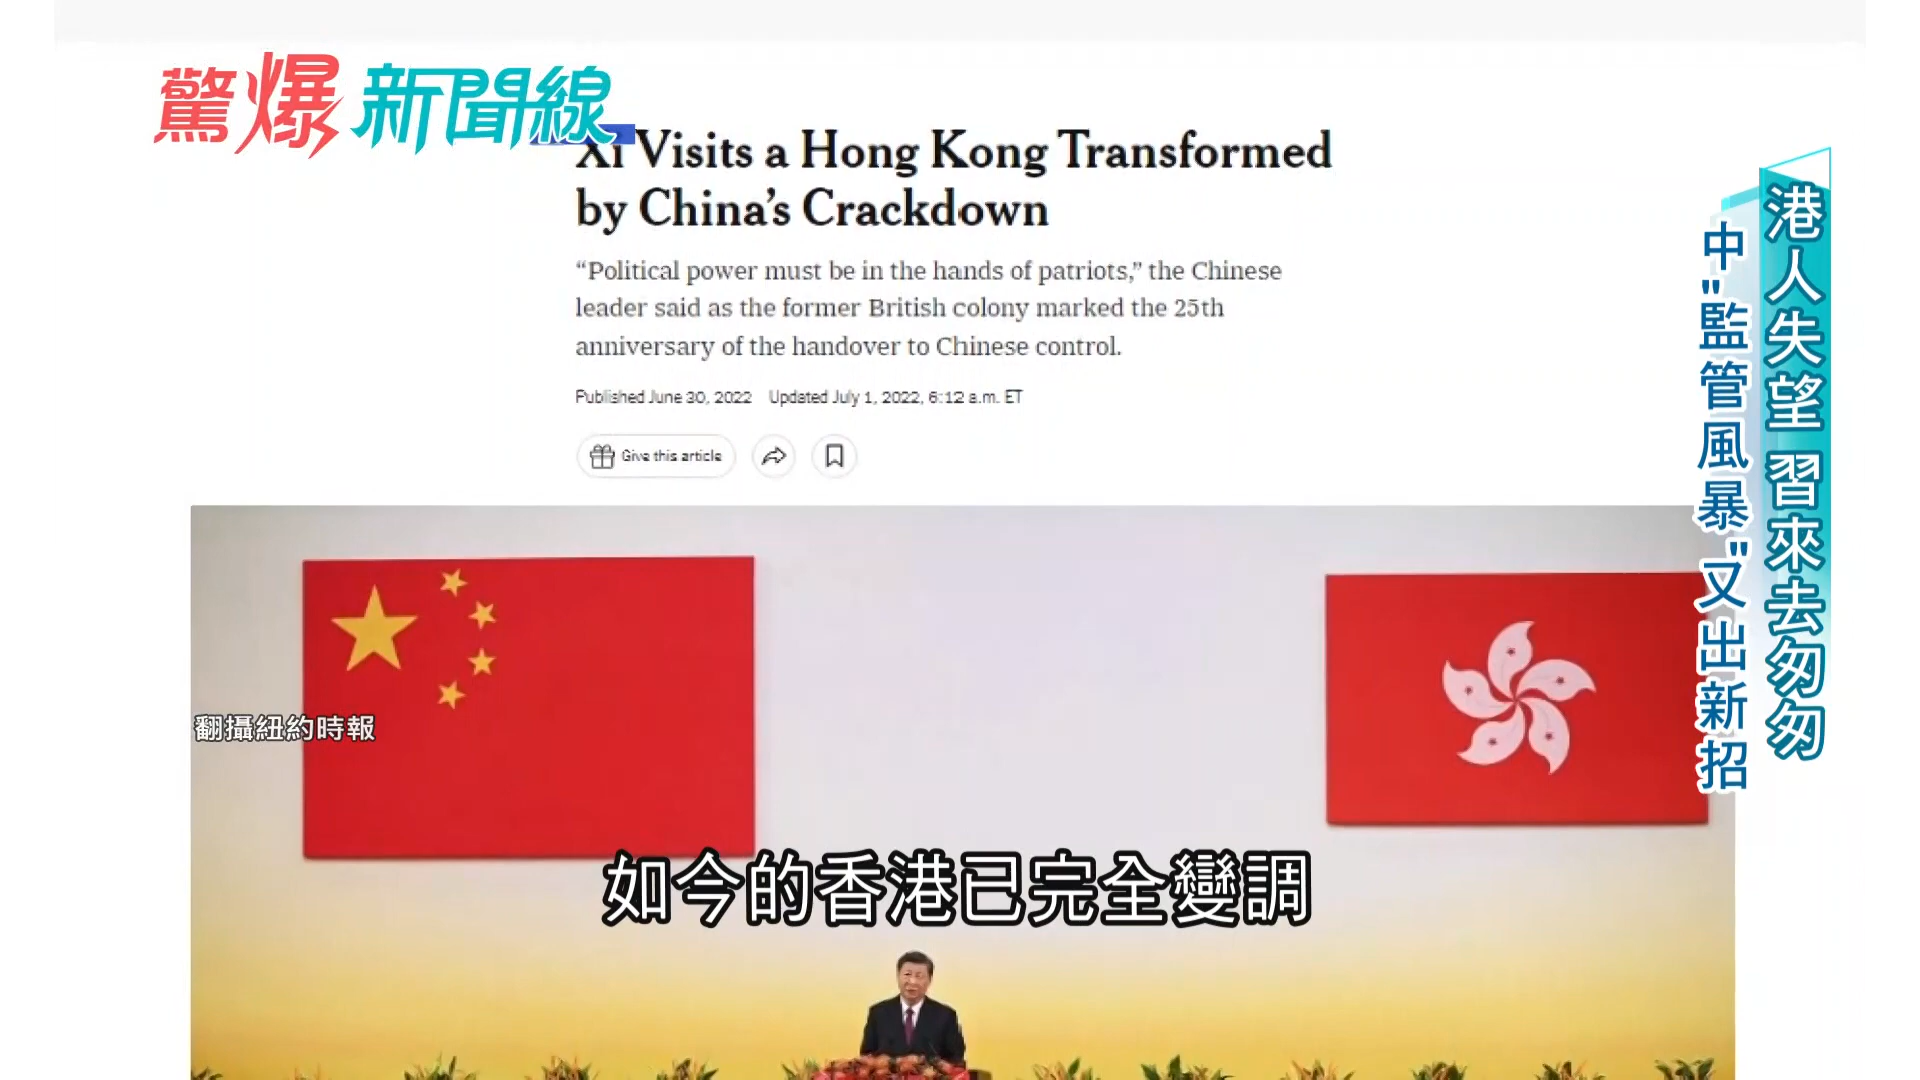 驚爆新聞線
Xi Visits a Hong Kong Transformed
by China's Crackdown
“Political power must be in the hands of patriots,” the Chinese
leader said as the former British colony marked the 25th
anniversary of the handover to Chinese control.
Published June 30, 2022 Updated July 1, 2022, 6:12 a.m. ET
Give this article
港人失望 習來去匆匆
中"監管風暴"又出新招
翻攝紐約時報
如今的香港已完全變調